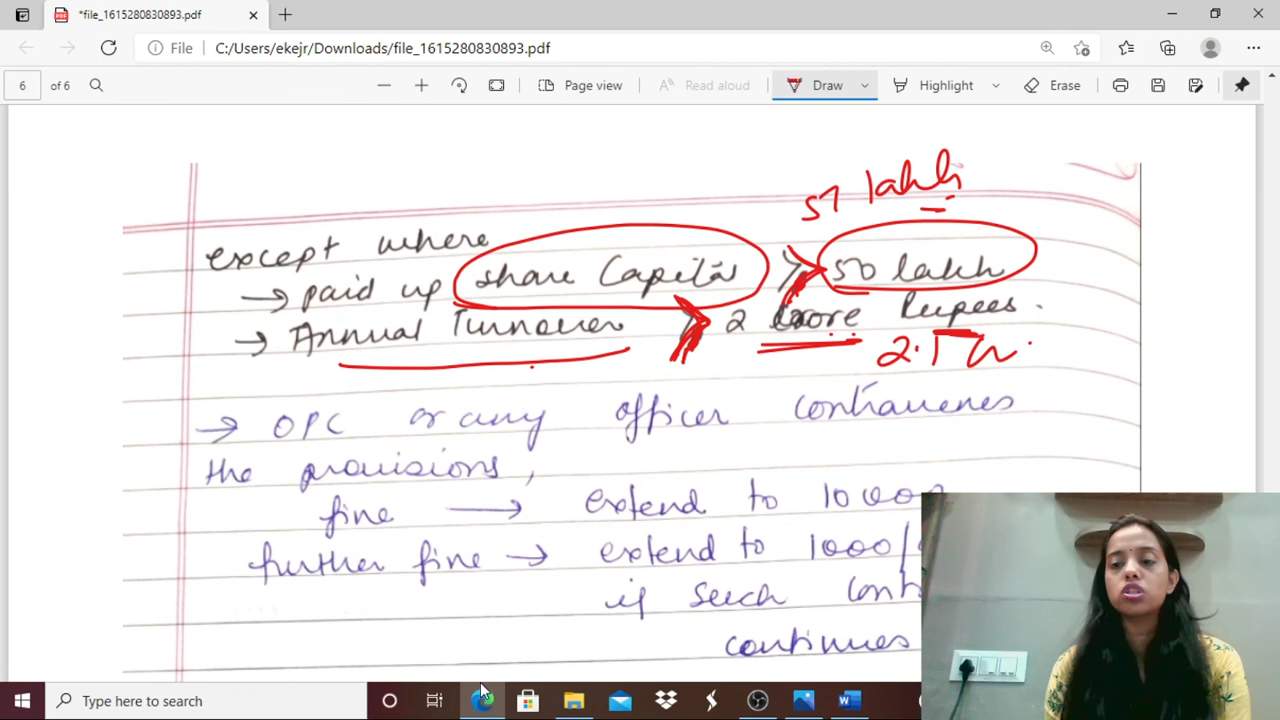 *file_1615280830893.pdf
File C:/Users/ekejr/Downloads/file_1615280830893.pdf
6 of 6 Page view Read aloud Draw Highlight Erase
51 lakh
except where
→ paid up share Capital > 50 lakh
→ Annual Turnover > 2 Crore Rupees.
2.1 Cr.
→ OPC or any officer contravenes
the provisions,
fine → extend to 10000
further fine → extend to 1000/
if such cont
continues
Type here to search